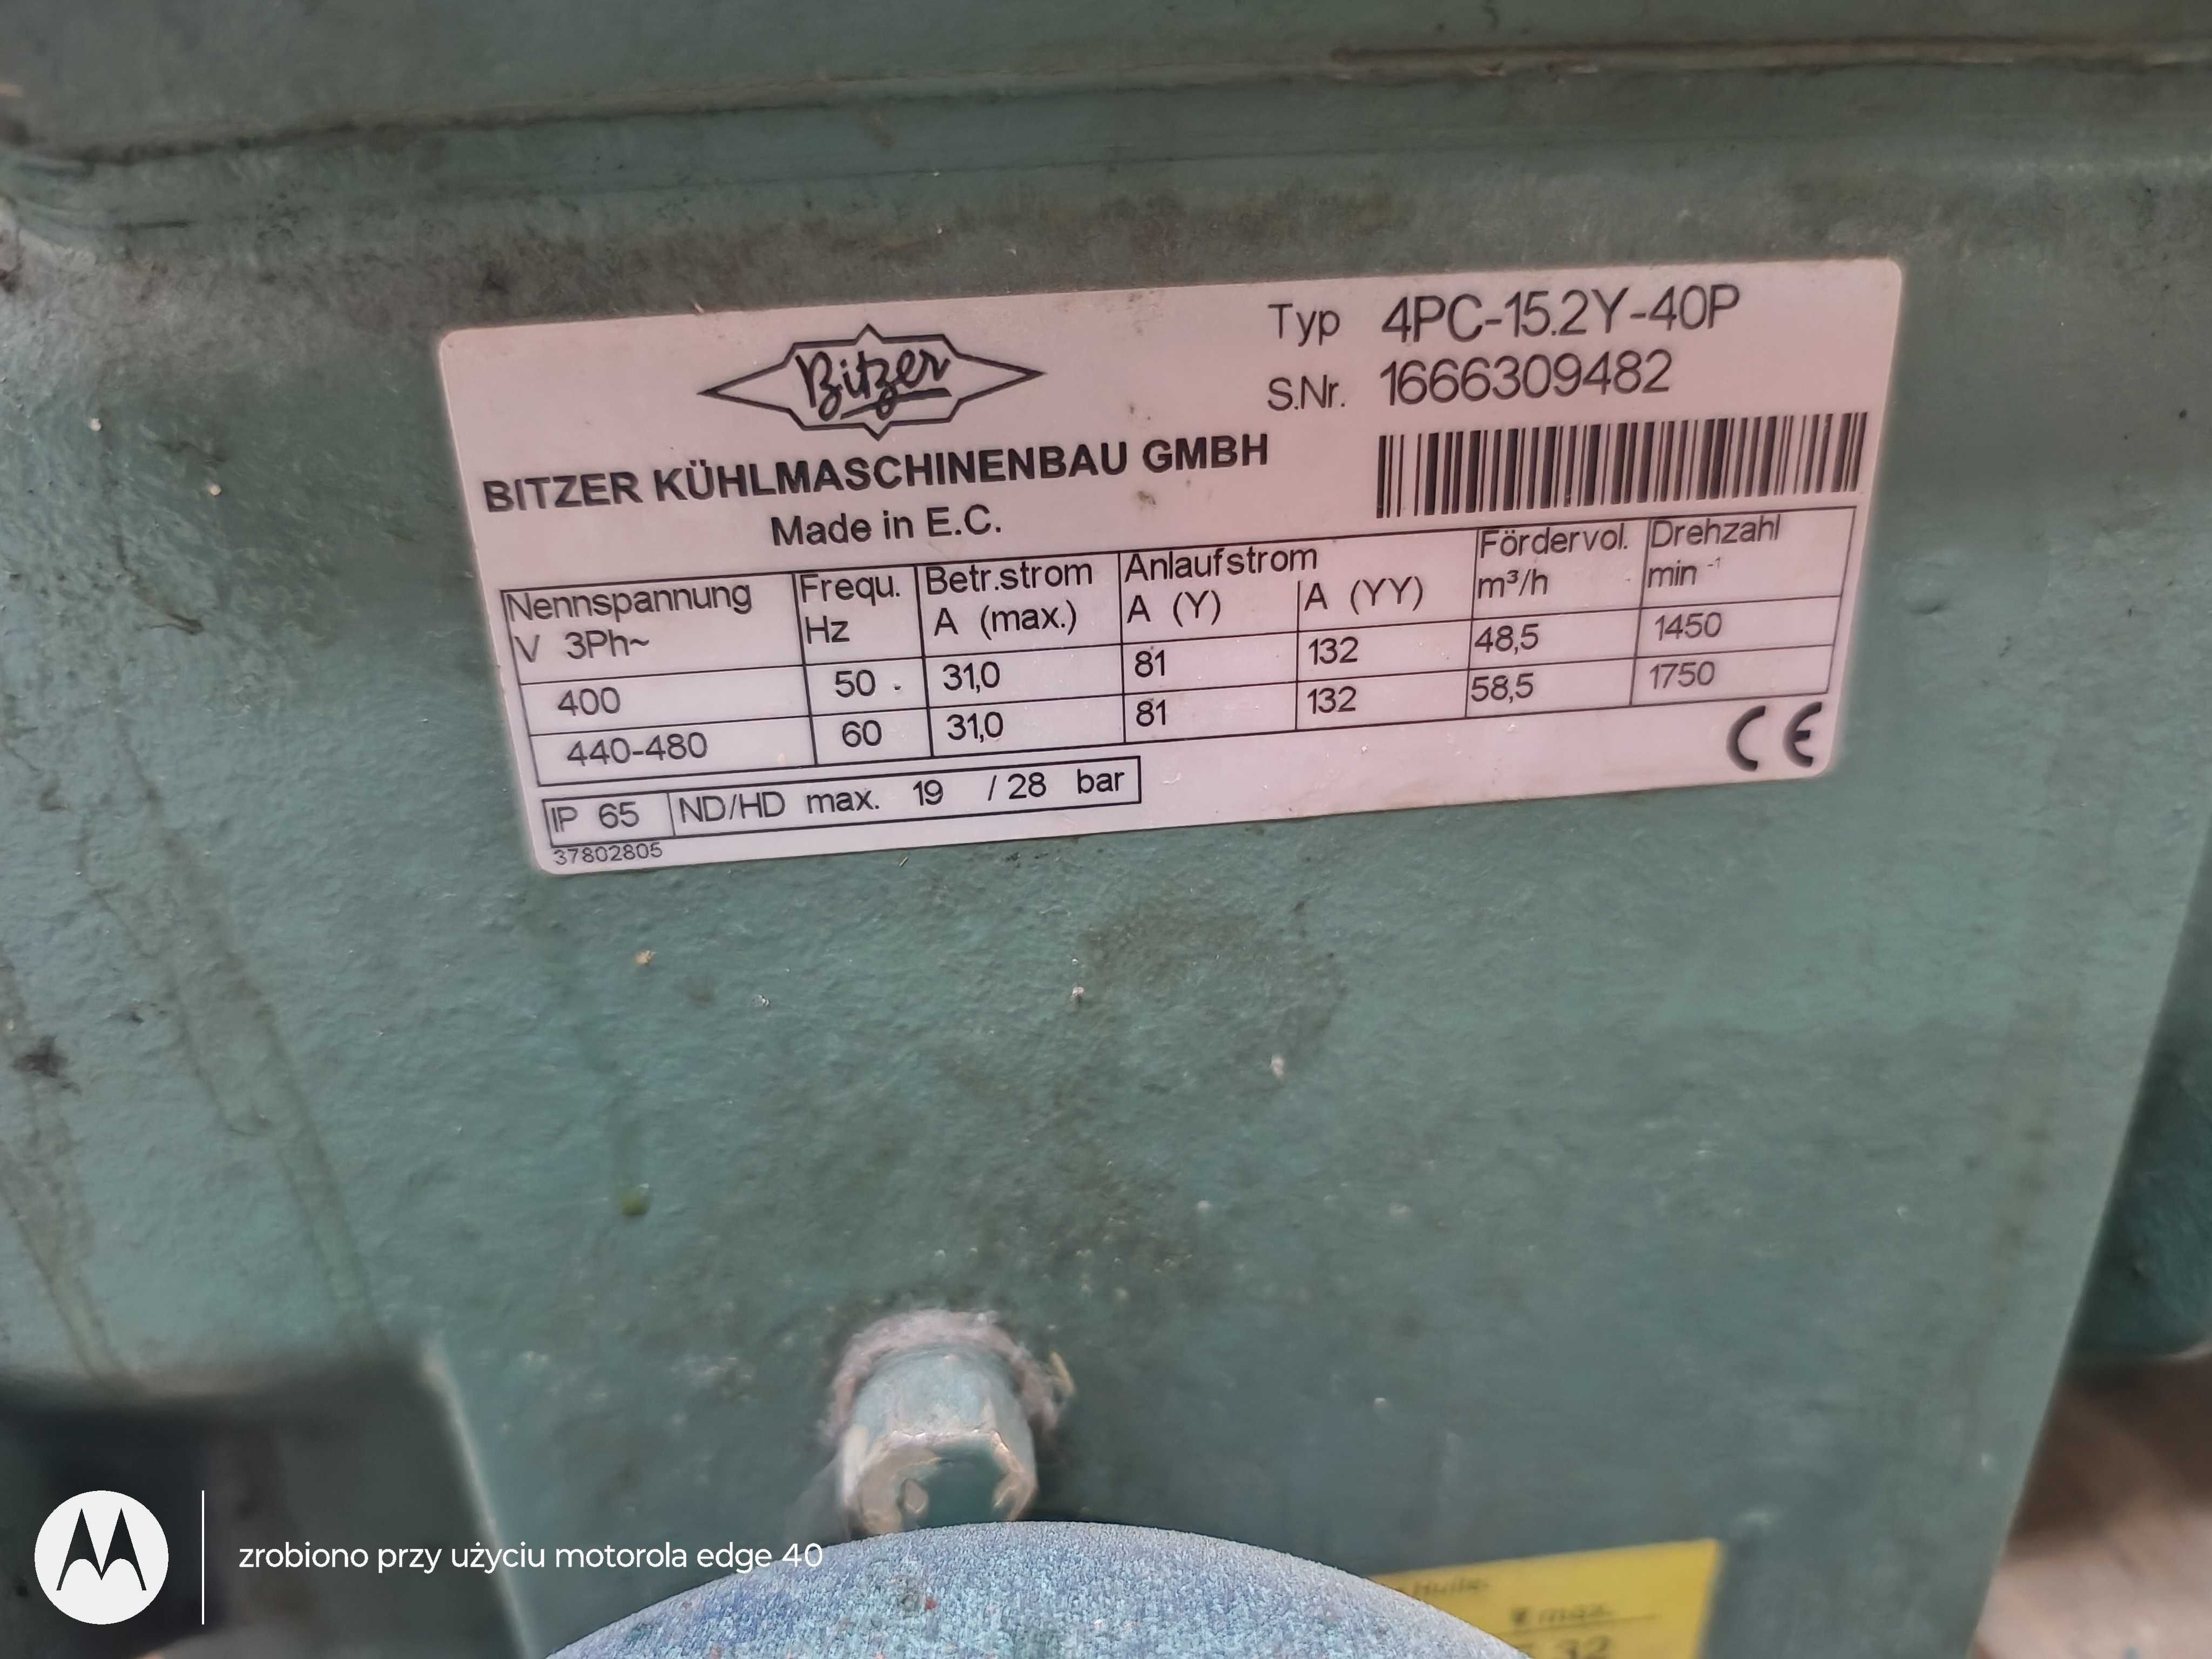 Bitzer
Typ 4PC-15.2Y-40P
S.Nr. 1666309482
BITZER KÜHLMASCHINENBAU GMBH
Made in E.C.
Nennspannung Frequ. Betr.strom Anlaufstrom Fördervol. Drehzahl
V 3Ph~ Hz A (max.) A (Y) A (YY) m³/h min⁻¹
400 50 31,0 81 132 48,5 1450
440-480 60 31,0 81 132 58,5 1750
IP 65 ND/HD max. 19 / 28 bar
CE
37802805
max.
32
zrobiono przy użyciu motorola edge 40